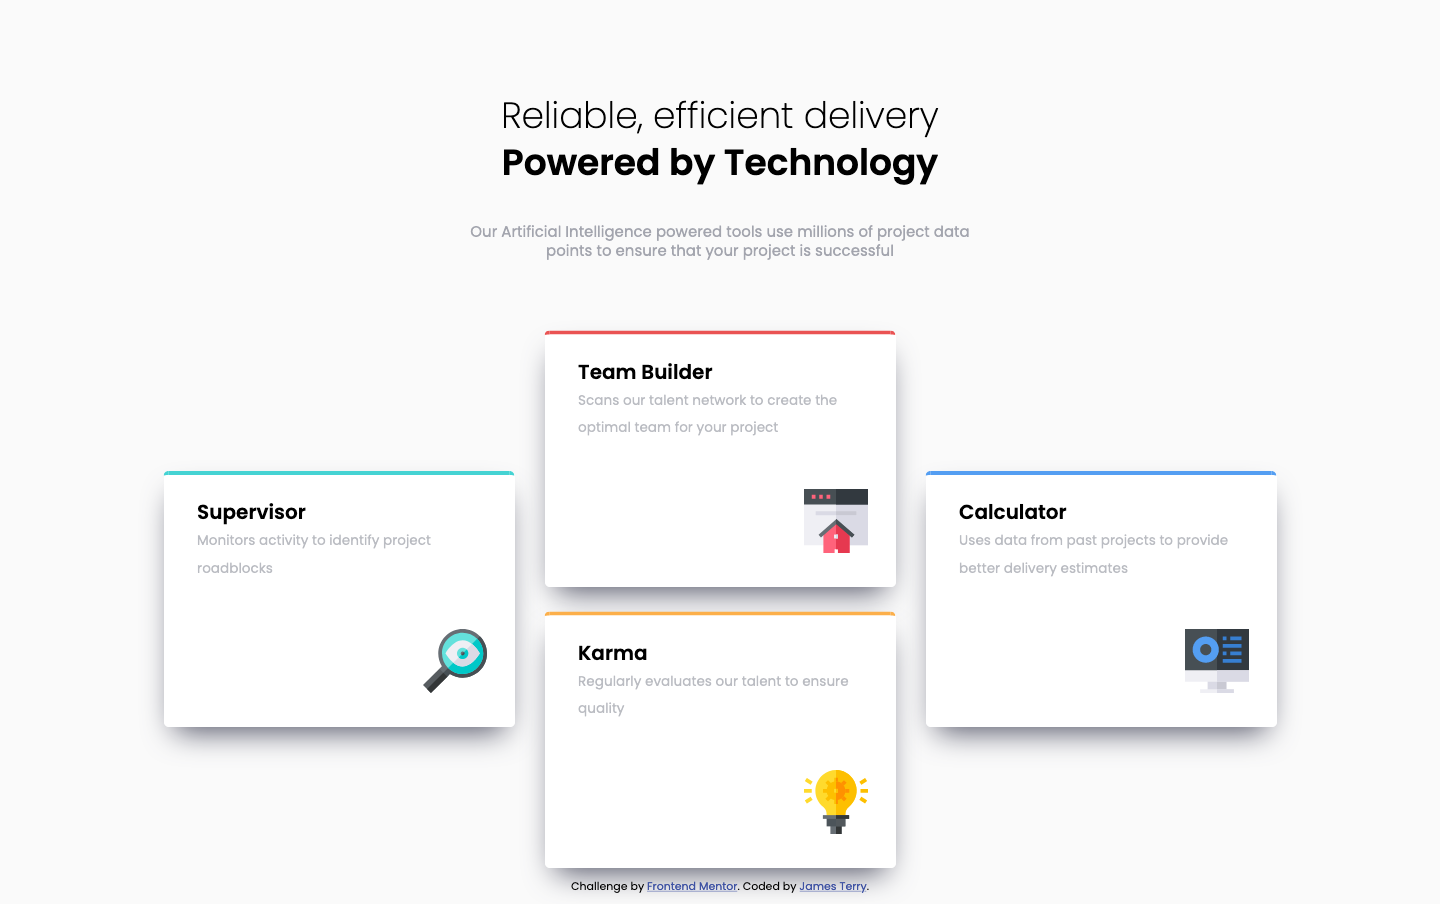 Reliable, efficient delivery
Powered by Technology
Our Artificial Intelligence powered tools use millions of project data
points to ensure that your project is successful
Team Builder
Scans our talent network to create the
optimal team for your project
Supervisor
Monitors activity to identify project
roadblocks
Calculator
Uses data from past projects to provide
better delivery estimates
Karma
Regularly evaluates our talent to ensure
quality
Challenge by Frontend Mentor. Coded by James Terry.